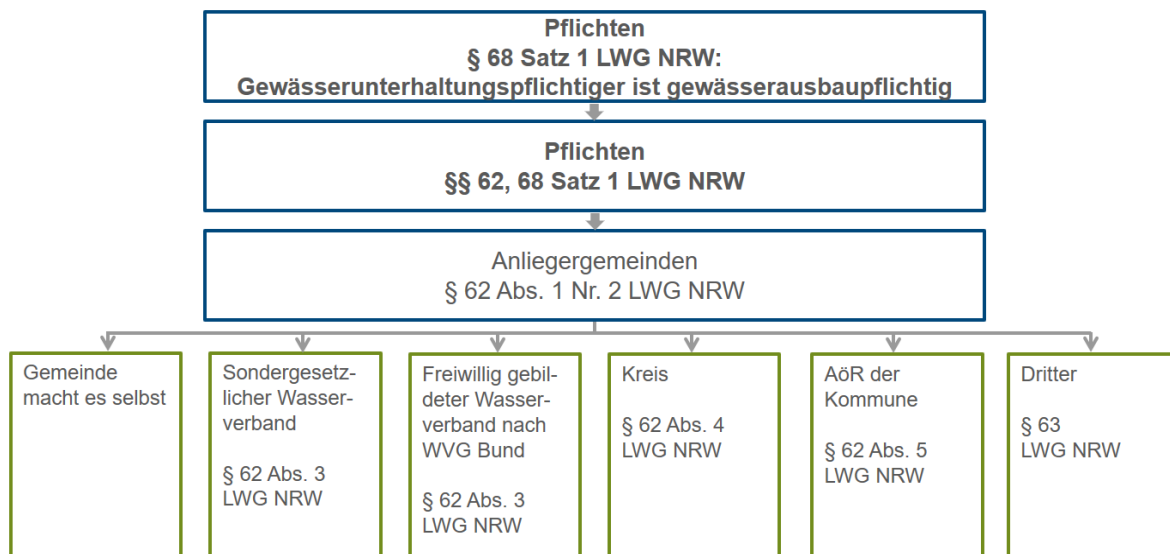 Pflichten
§ 68 Satz 1 LWG NRW:
Gewässerunterhaltungspflichtiger ist gewässerausbaupflichtig
Pflichten
§§ 62, 68 Satz 1 LWG NRW
Anliegergemeinden
§ 62 Abs. 1 Nr. 2 LWG NRW
Gemeinde
macht es selbst
Sondergesetz-
licher Wasser-
verband
§ 62 Abs. 3
LWG NRW
Freiwillig gebil-
deter Wasser-
verband nach
WVG Bund
§ 62 Abs. 3
LWG NRW
Kreis
§ 62 Abs. 4
LWG NRW
AöR der
Kommune
§ 62 Abs. 5
LWG NRW
Dritter
§ 63
LWG NRW